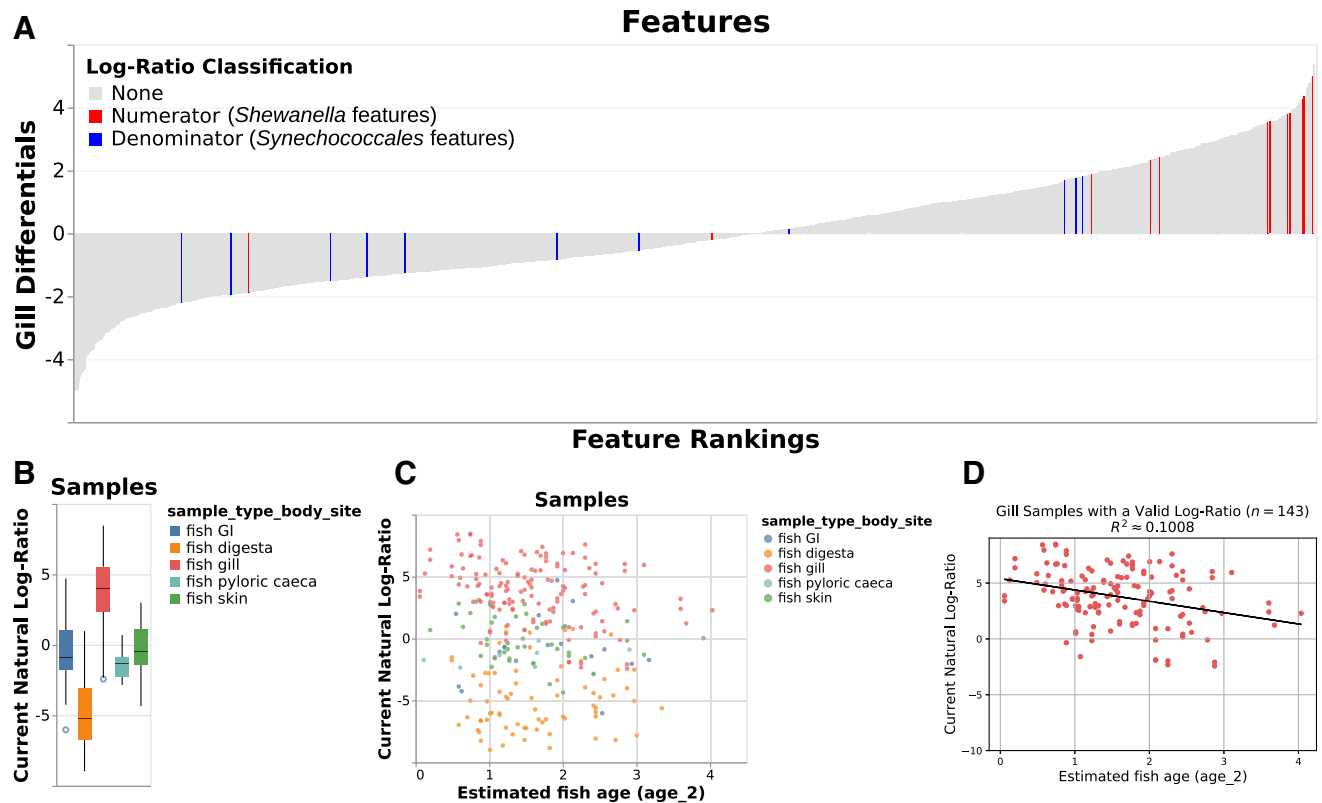 A
Features
Log-Ratio Classification
None
Numerator (Shewanella features)
Denominator (Synechococcales features)
Gill Differentials
4
2
0
-2
-4
Feature Rankings
B
Samples
Current Natural Log-Ratio
5
0
-5
sample_type_body_site
fish GI
fish digesta
fish gill
fish pyloric caeca
fish skin
C
Samples
Current Natural Log-Ratio
5
0
-5
0 1 2 3 4
Estimated fish age (age_2)
sample_type_body_site
fish GI
fish digesta
fish gill
fish pyloric caeca
fish skin
D
Gill Samples with a Valid Log-Ratio (n = 143)
R² ≈ 0.1008
Current Natural Log-Ratio
5
0
−5
−10
0 1 2 3 4
Estimated fish age (age_2)